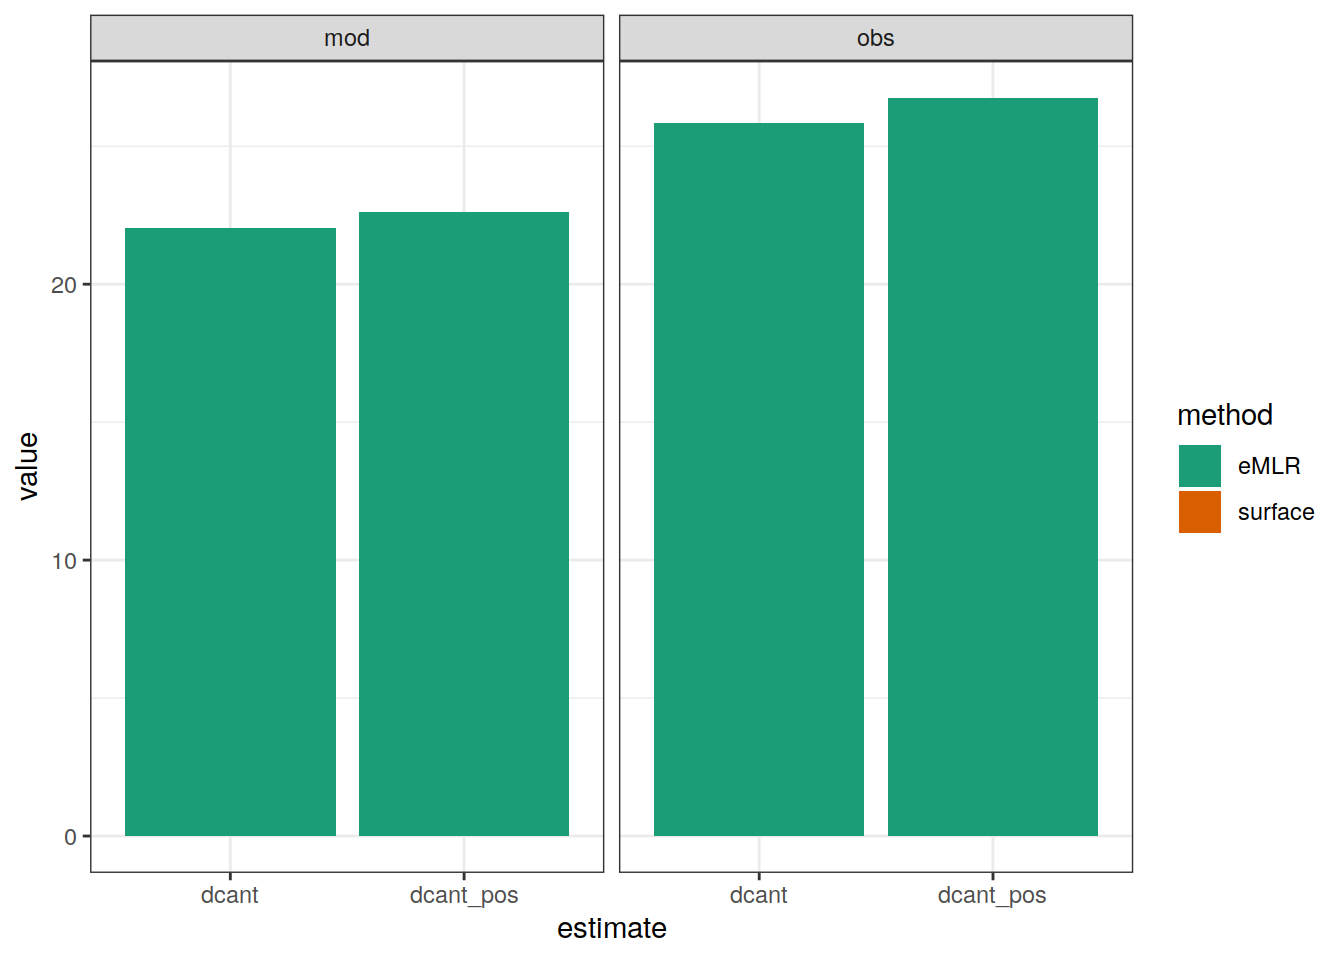 mod
obs
value
20
10
0
dcant
dcant_pos
dcant
dcant_pos
estimate
method
eMLR
surface